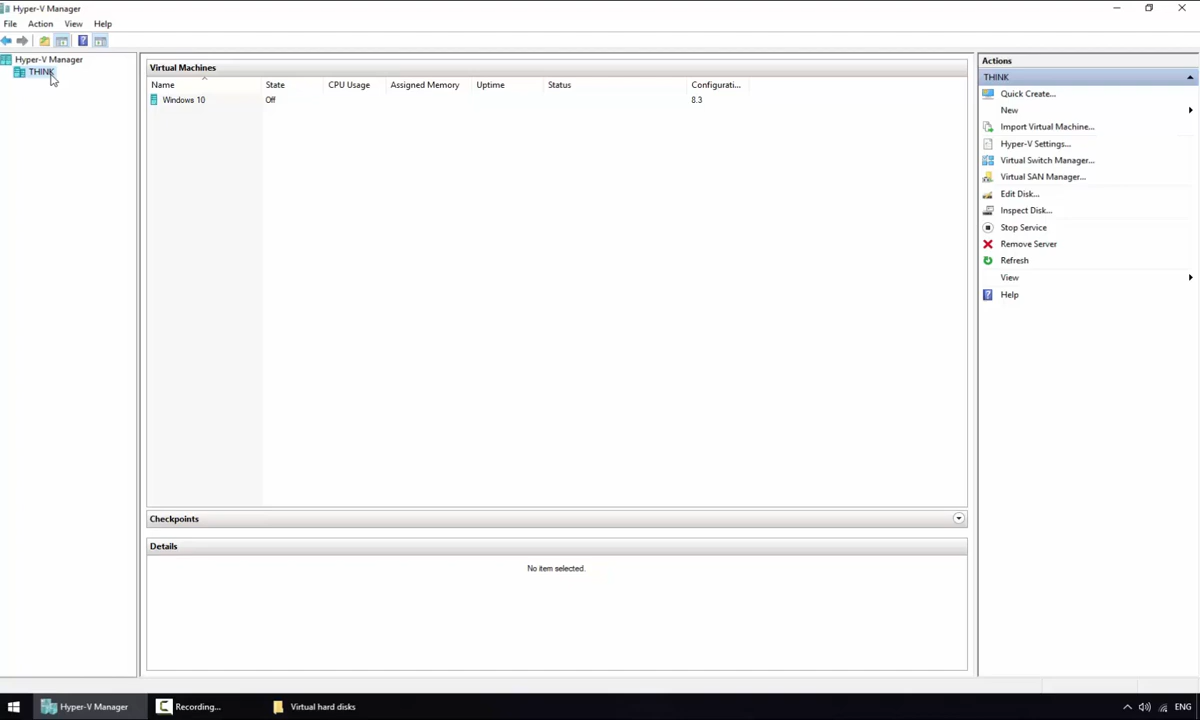 Hyper-V Manager
File Action View Help
Hyper-V Manager
THINK
Virtual Machines
Name State CPU Usage Assigned Memory Uptime Status Configurati...
Windows 10 Off 8.3
Checkpoints
Details
No item selected.
Actions
THINK
Quick Create...
New
Import Virtual Machine...
Hyper-V Settings...
Virtual Switch Manager...
Virtual SAN Manager...
Edit Disk...
Inspect Disk...
Stop Service
Remove Server
Refresh
View
Help
Hyper-V Manager Recording... Virtual hard disks ENG